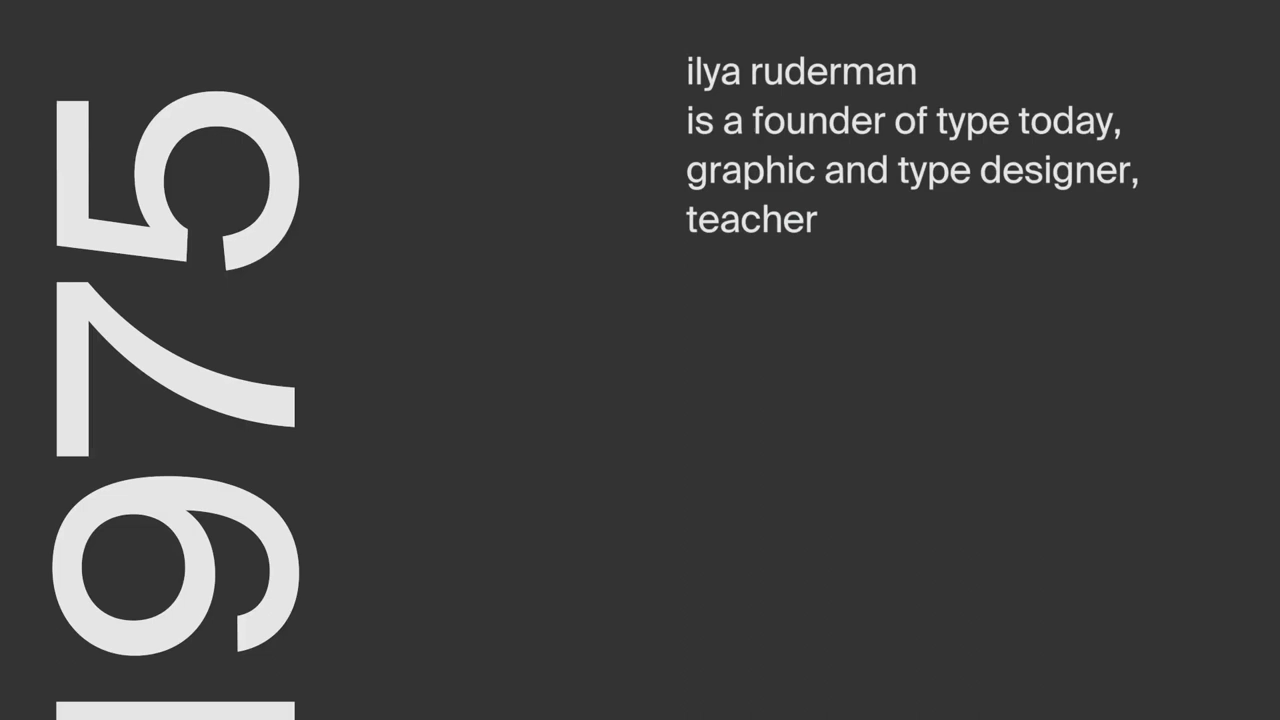 1975
ilya ruderman
is a founder of type today,
graphic and type designer,
teacher